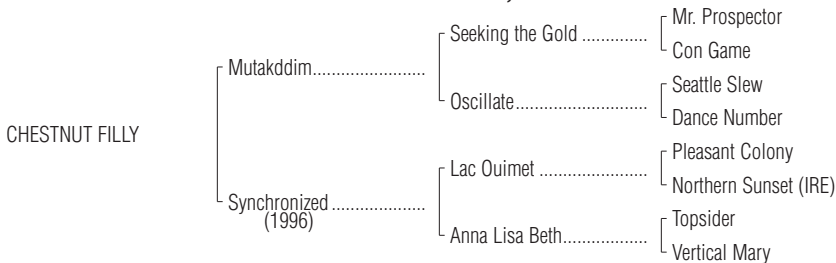 Mr. Prospector
Seeking the Gold ..............
Con Game
Mutakddim........................
Seattle Slew
Oscillate............................
Dance Number
CHESTNUT FILLY
Pleasant Colony
Lac Ouimet .......................
Northern Sunset (IRE)
Synchronized ....................
(1996)
Topsider
Anna Lisa Beth..................
Vertical Mary